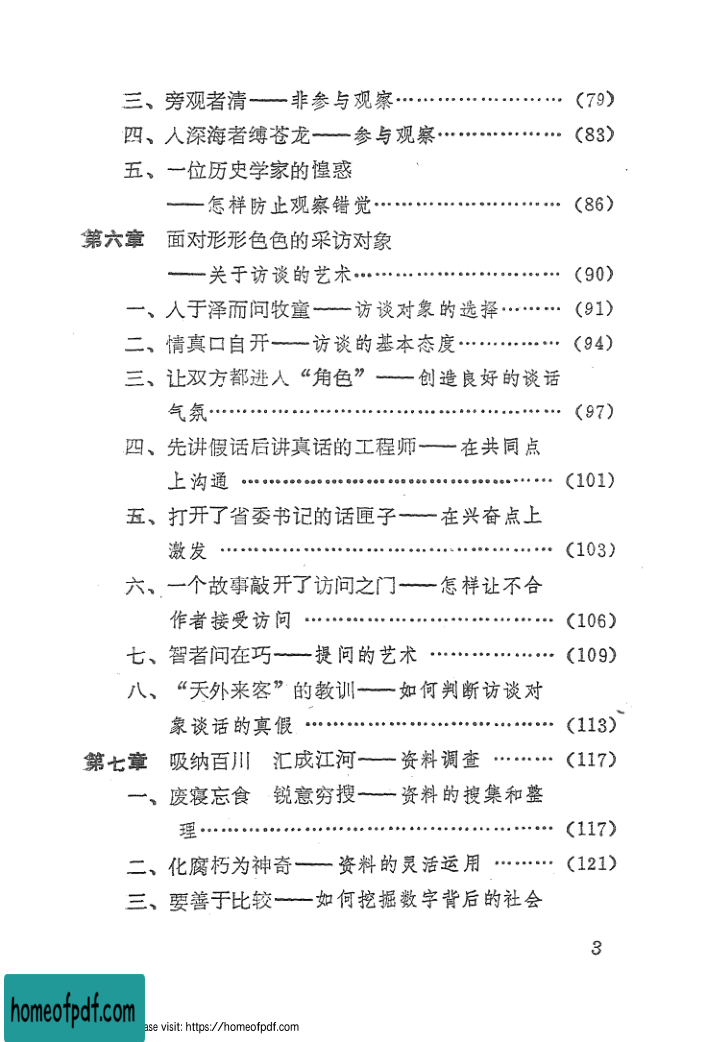 三、旁观者清——非参与观察…………………… (79)
四、入深海者缚苍龙——参与观察……………… (83)
五、一位历史学家的惶惑
——怎样防止观察错觉……………………… (86)
第六章 面对形形色色的采访对象
——关于访谈的艺术………………………… (90)
一、入于泽而问牧童——访谈对象的选择……… (91)
二、情真口自开——访谈的基本态度…………… (94)
三、让双方都进入“角色”——创造良好的谈话
气氛…………………………………………… (97)
四、先讲假话后讲真话的工程师——在共同点
上沟通 ……………………………………… (101)
五、打开了省委书记的话匣子——在兴奋点上
激发 ………………………………………… (103)
六、一个故事敲开了访问之门——怎样让不合
作者接受访问 ……………………………… (106)
七、智者问在巧——提问的艺术 ……………… (109)
八、“天外来客”的教训——如何判断访谈对
象谈话的真假 ……………………………… (113)
第七章 吸纳百川 汇成江河——资料调查 ……… (117)
一、废寝忘食 锐意穷搜——资料的搜集和整
理…………………………………………… (117)
二、化腐朽为神奇——资料的灵活运用 ……… (121)
三、要善于比较——如何挖掘数字背后的社会
3
homeofpdf.com
ase visit: https://homeofpdf.com